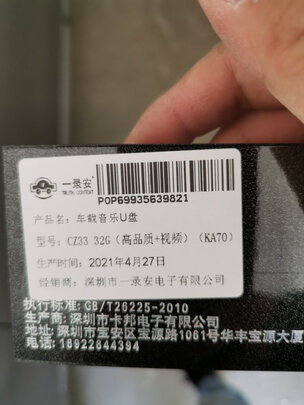 一录安
TRUTH CONTENT
POP69935639821
产品名：车载音乐U盘
型号：CZ33 32G（高品质+视频）（KA70）
生产时间：2021年4月27日
经销商：深圳市一录安电子有限公司
执行标准:GB/T26225-2010
生产商:深圳市卡邦电子有限公司
地址:深圳市宝安区宝源路1061号华丰宝源大厦
电话:18922844394